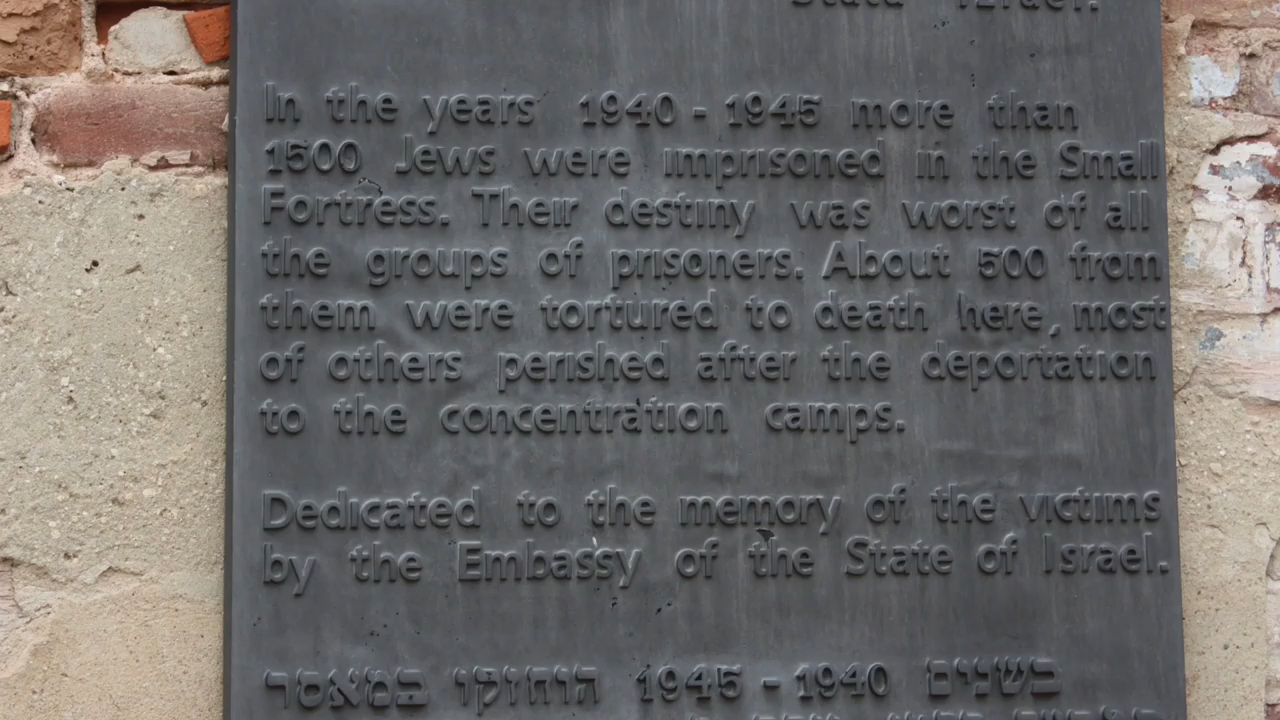 Státu Izrael.
In the years 1940 - 1945 more than
1500 Jews were imprisoned in the Small
Fortress. Their destiny was worst of all
the groups of prisoners. About 500 from
them were tortured to death here, most
of others perished after the deportation
to the concentration camps.
Dedicated to the memory of the victims
by the Embassy of the State of Israel.
בשנים 1940 - 1945 הוחזקו במאסר